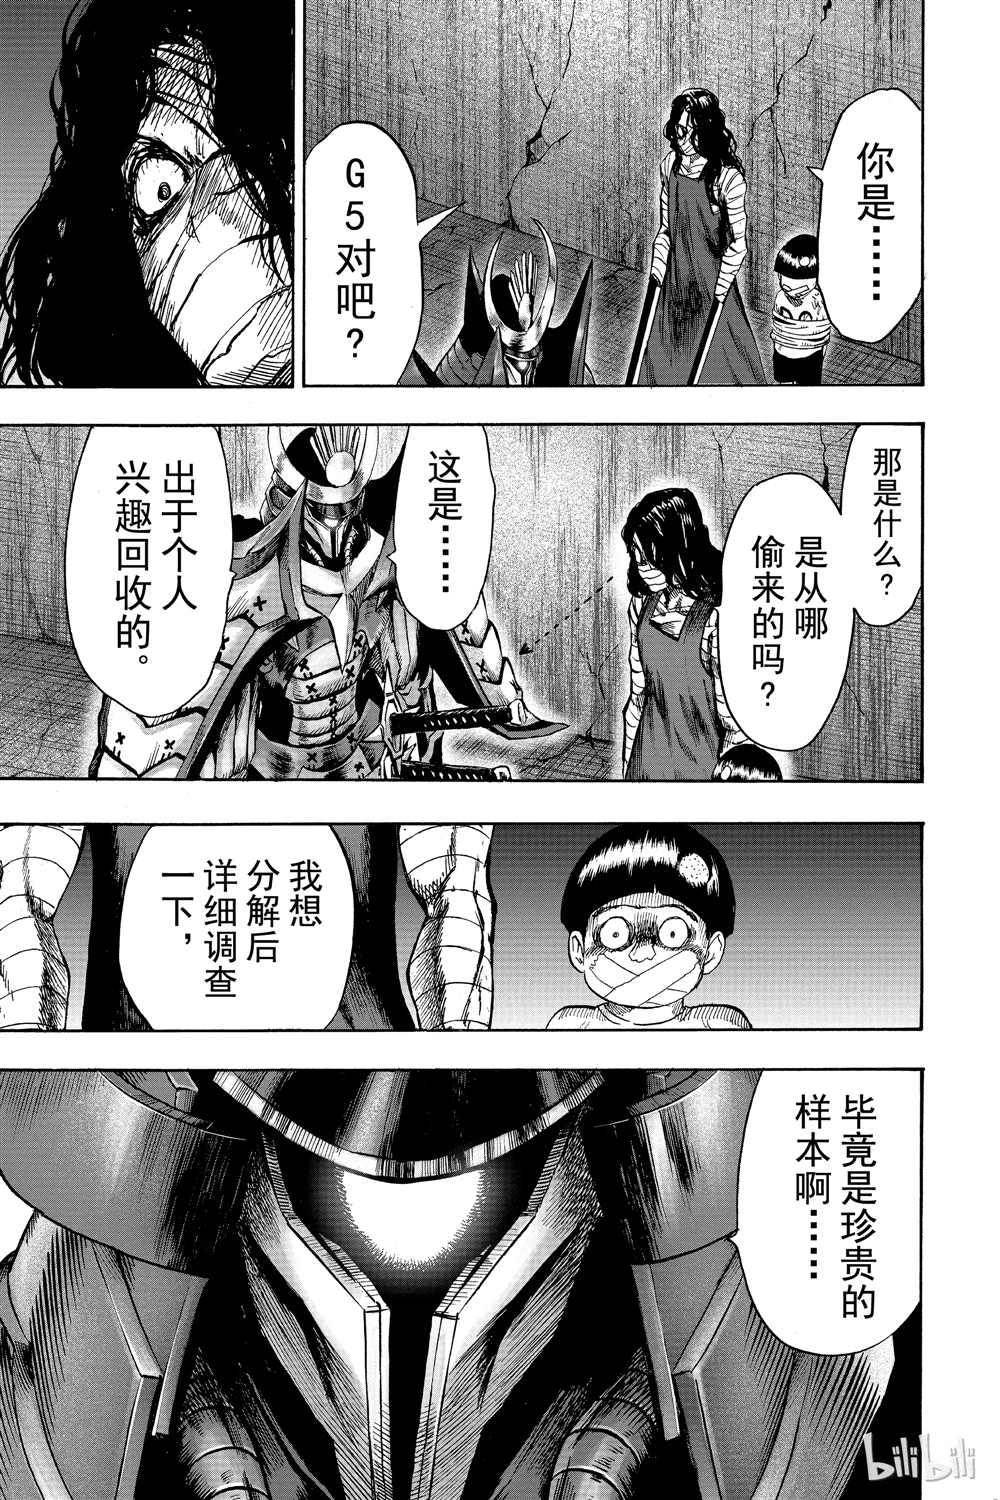 你是……
G5对吧？
那是什么？
是从哪
偷来的吗？
这是……
出于个人
兴趣回收的。
我想
分解后
详细调查
一下，
毕竟是珍贵的
样本啊……
bilibili